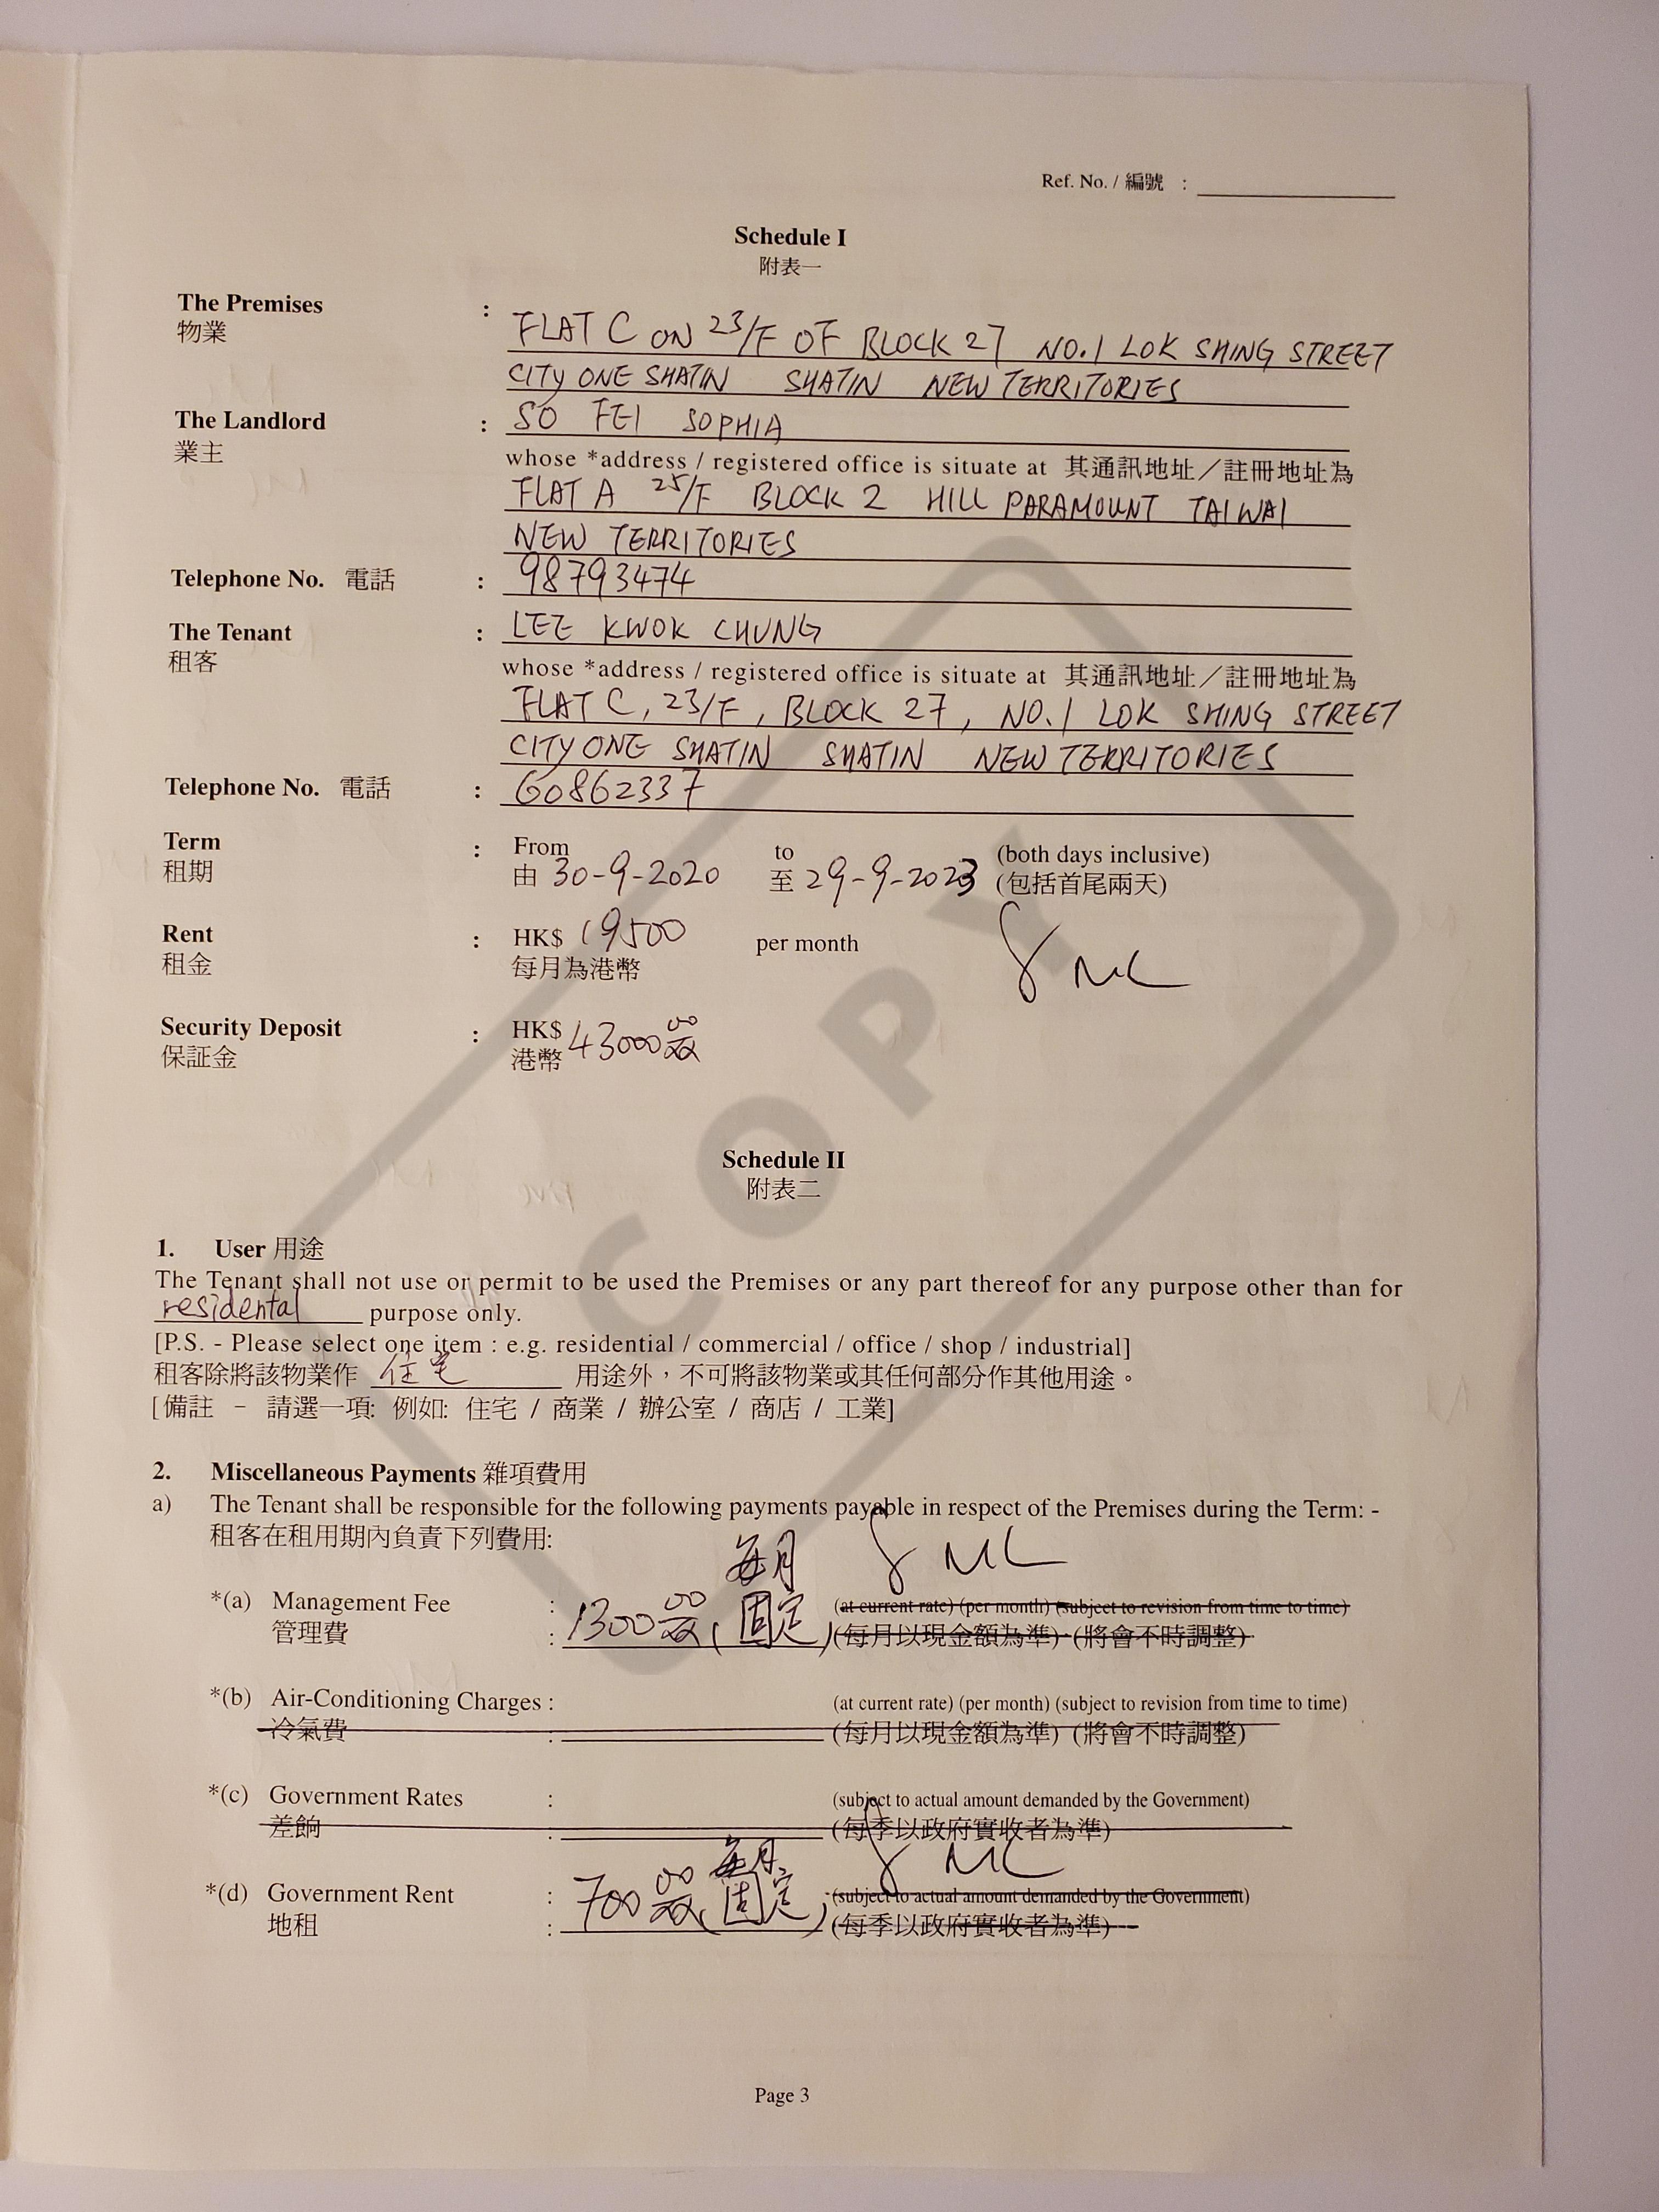 Ref. No. / 編號 :
Schedule I
附表一
The Premises :
物業
FLAT C ON 23/F OF BLOCK 27 NO.1 LOK SHING STREET
CITY ONE SHATIN SHATIN NEW TERRITORIES
The Landlord : SO FEI SOPHIA
業主
whose *address / registered office is situate at 其通訊地址／註冊地址為
FLAT A 25/F BLOCK 2 HILL PARAMOUNT TAI WAI
NEW TERRITORIES
Telephone No. 電話 : 98793474
The Tenant : LEE KWOK CHUNG
租客
whose *address / registered office is situate at 其通訊地址／註冊地址為
FLAT C, 23/F, BLOCK 27, NO.1 LOK SHING STREET
CITY ONE SHATIN SHATIN NEW TERRITORIES
Telephone No. 電話 : 60862337
Term : From to (both days inclusive)
租期 由 30-9-2020 至 29-9-2023 (包括首尾兩天)
Rent : HK$ 19500 per month
租金 每月為港幣
Security Deposit : HK$ 43000
保証金 港幣
COPY
Schedule II
附表二
1. User 用途
The Tenant shall not use or permit to be used the Premises or any part thereof for any purpose other than for
residental purpose only.
[P.S. - Please select one item : e.g. residential / commercial / office / shop / industrial]
租客除將該物業作 住宅 用途外，不可將該物業或其任何部分作其他用途。
[備註 – 請選一項: 例如: 住宅 / 商業 / 辦公室 / 商店 / 工業]
2. Miscellaneous Payments 雜項費用
a) The Tenant shall be responsible for the following payments payable in respect of the Premises during the Term: -
租客在租用期內負責下列費用:
每月
*(a) Management Fee : (at current rate) (per month) (subject to revision from time to time)
管理費 : 1300 (固定) (每月以現金額為準) (將會不時調整)
*(b) Air-Conditioning Charges : (at current rate) (per month) (subject to revision from time to time)
冷氣費 : (每月以現金額為準) (將會不時調整)
*(c) Government Rates : (subject to actual amount demanded by the Government)
差餉 : (每季以政府實收者為準)
每月
*(d) Government Rent : 700 (固定) (subject to actual amount demanded by the Government)
地租 : (每季以政府實收者為準)
Page 3